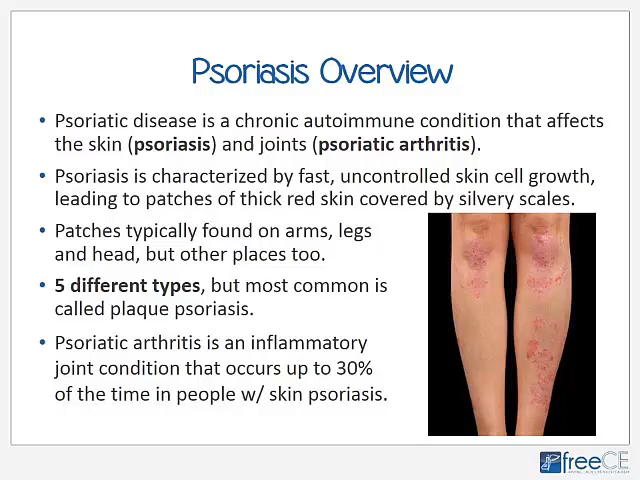 Psoriasis Overview
• Psoriatic disease is a chronic autoimmune condition that affects
the skin (psoriasis) and joints (psoriatic arthritis).
• Psoriasis is characterized by fast, uncontrolled skin cell growth,
leading to patches of thick red skin covered by silvery scales.
• Patches typically found on arms, legs
and head, but other places too.
• 5 different types, but most common is
called plaque psoriasis.
• Psoriatic arthritis is an inflammatory
joint condition that occurs up to 30%
of the time in people w/ skin psoriasis.
freeCE